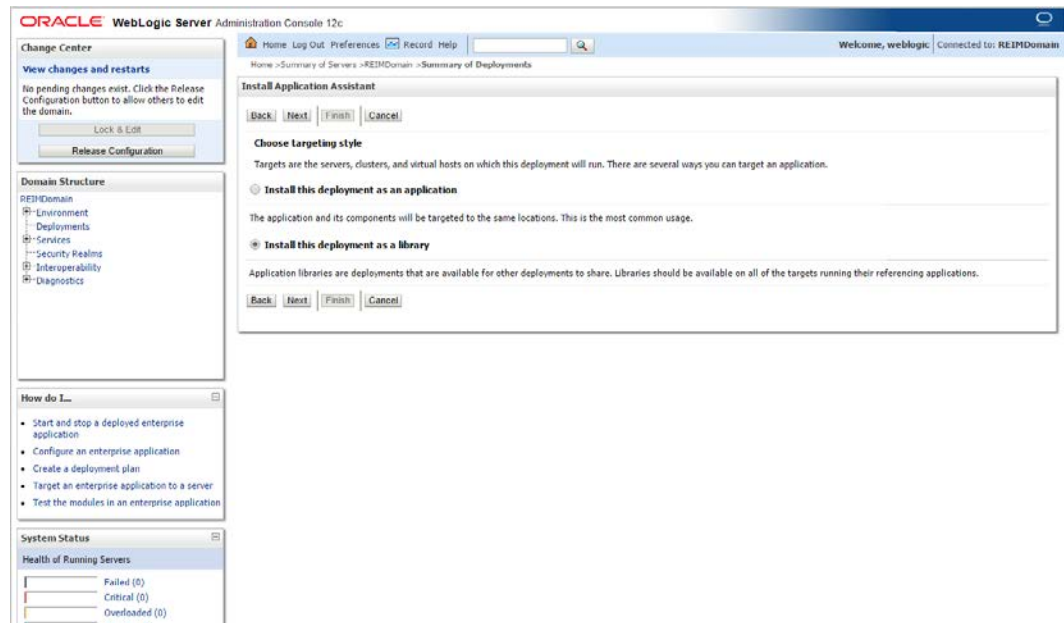 ORACLE WebLogic Server Administration Console 12c
Change Center
View changes and restarts
No pending changes exist. Click the Release
Configuration button to allow others to edit
the domain.
Lock & Edit
Release Configuration
Domain Structure
REIMDomain
Environment
Deployments
Services
Security Realms
Interoperability
Diagnostics
How do I...
Start and stop a deployed enterprise
application
Configure an enterprise application
Create a deployment plan
Target an enterprise application to a server
Test the modules in an enterprise application
System Status
Health of Running Servers
Failed (0)
Critical (0)
Overloaded (0)
Home Log Out Preferences Record Help
Welcome, weblogic Connected to: REIMDomain
Home >Summary of Servers >REIMDomain >Summary of Deployments
Install Application Assistant
Back Next Finish Cancel
Choose targeting style
Targets are the servers, clusters, and virtual hosts on which this deployment will run. There are several ways you can target an application.
Install this deployment as an application
The application and its components will be targeted to the same locations. This is the most common usage.
Install this deployment as a library
Application libraries are deployments that are available for other deployments to share. Libraries should be available on all of the targets running their referencing applications.
Back Next Finish Cancel